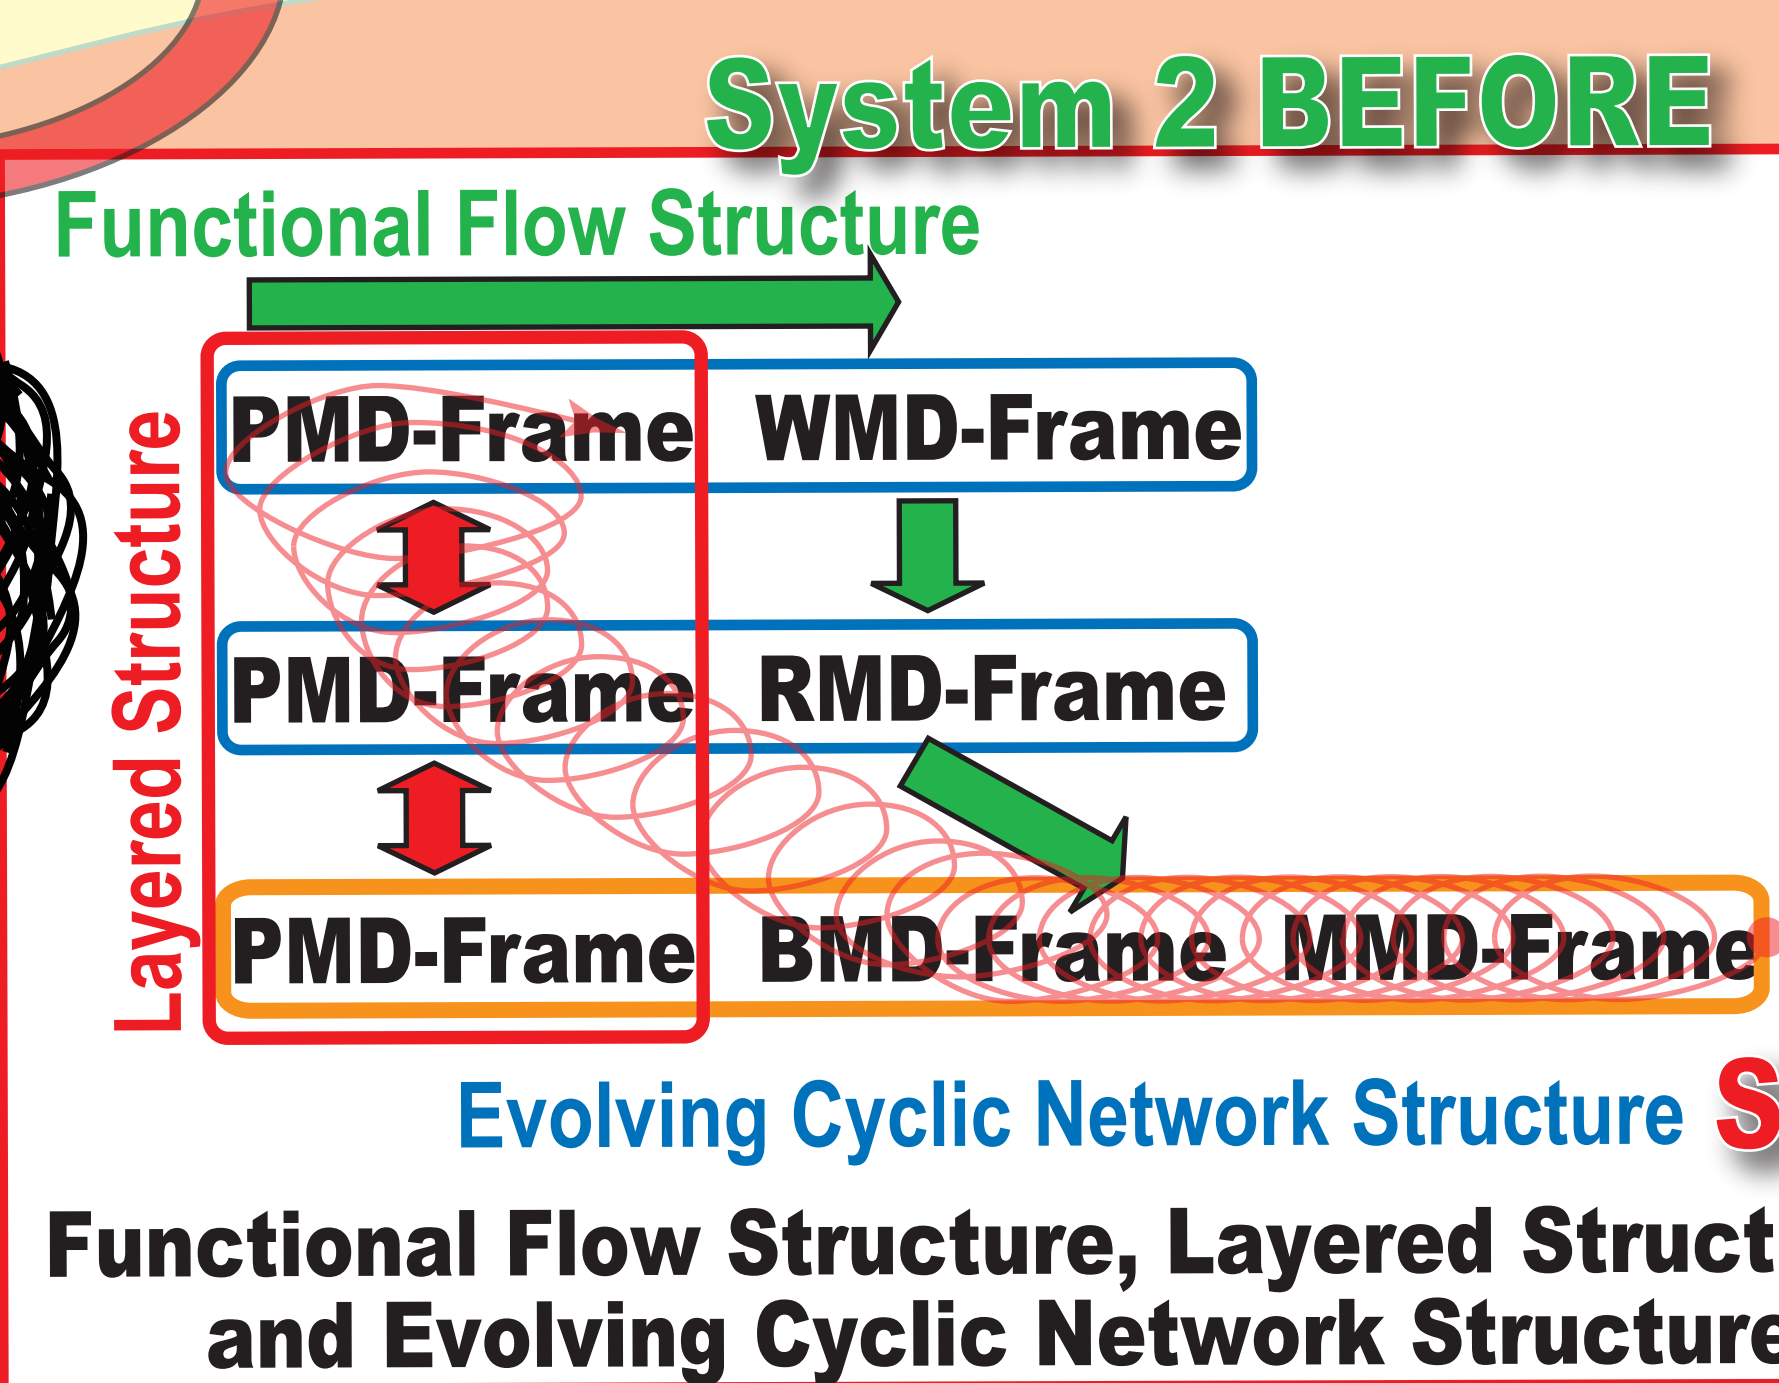 System 2 BEFORE
Functional Flow Structure
Layered Structure
PMD-Frame WMD-Frame
PMD-Frame RMD-Frame
PMD-Frame BMD-Frame MMD-Frame
Evolving Cyclic Network Structure S
Functional Flow Structure, Layered Struct
and Evolving Cyclic Network Structure